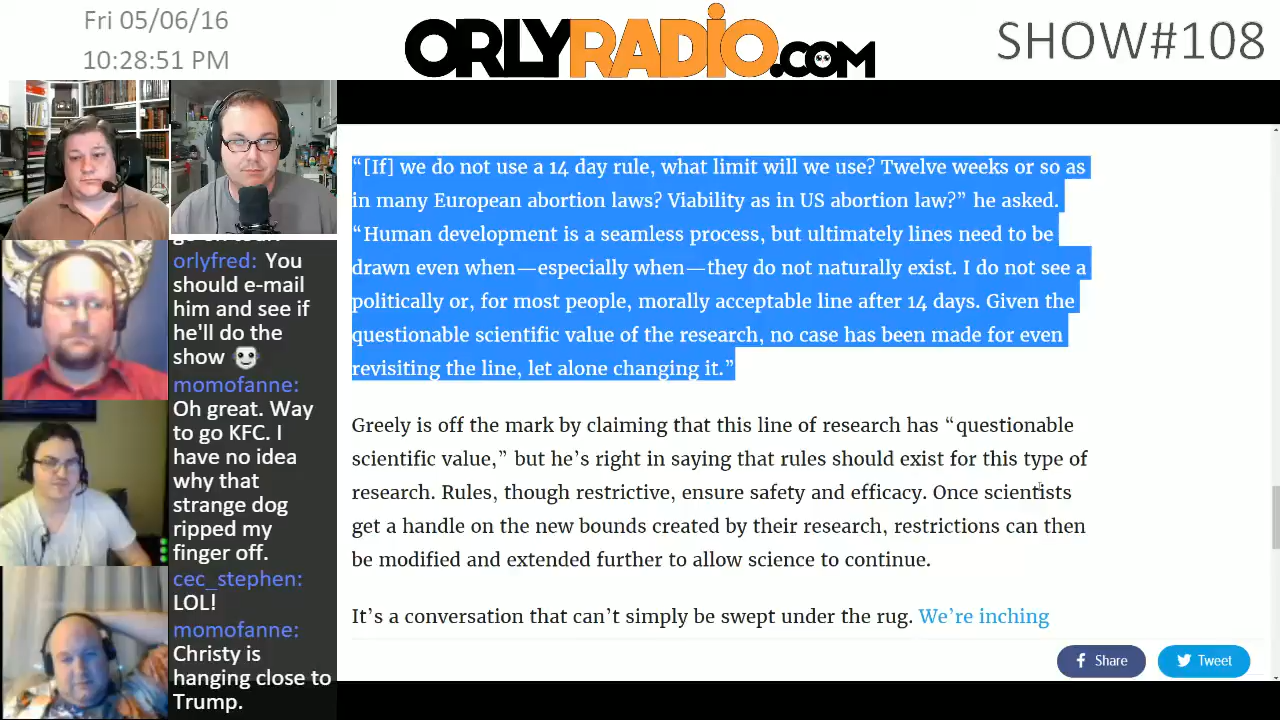 Fri 05/06/16
10:28:51 PM
ORLYRADiO.COM
SHOW#108
orlyfred: You
should e-mail
him and see if
he'll do the
show
momofanne:
Oh great. Way
to go KFC. I
have no idea
why that
strange dog
ripped my
finger off.
cec_stephen:
LOL!
momofanne:
Christy is
hanging close to
Trump.
“[If] we do not use a 14 day rule, what limit will we use? Twelve weeks or so as
in many European abortion laws? Viability as in US abortion law?” he asked.
“Human development is a seamless process, but ultimately lines need to be
drawn even when—especially when—they do not naturally exist. I do not see a
politically or, for most people, morally acceptable line after 14 days. Given the
questionable scientific value of the research, no case has been made for even
revisiting the line, let alone changing it.”
Greely is off the mark by claiming that this line of research has “questionable
scientific value,” but he’s right in saying that rules should exist for this type of
research. Rules, though restrictive, ensure safety and efficacy. Once scientists
get a handle on the new bounds created by their research, restrictions can then
be modified and extended further to allow science to continue.
It’s a conversation that can’t simply be swept under the rug. We’re inching
Share
Tweet